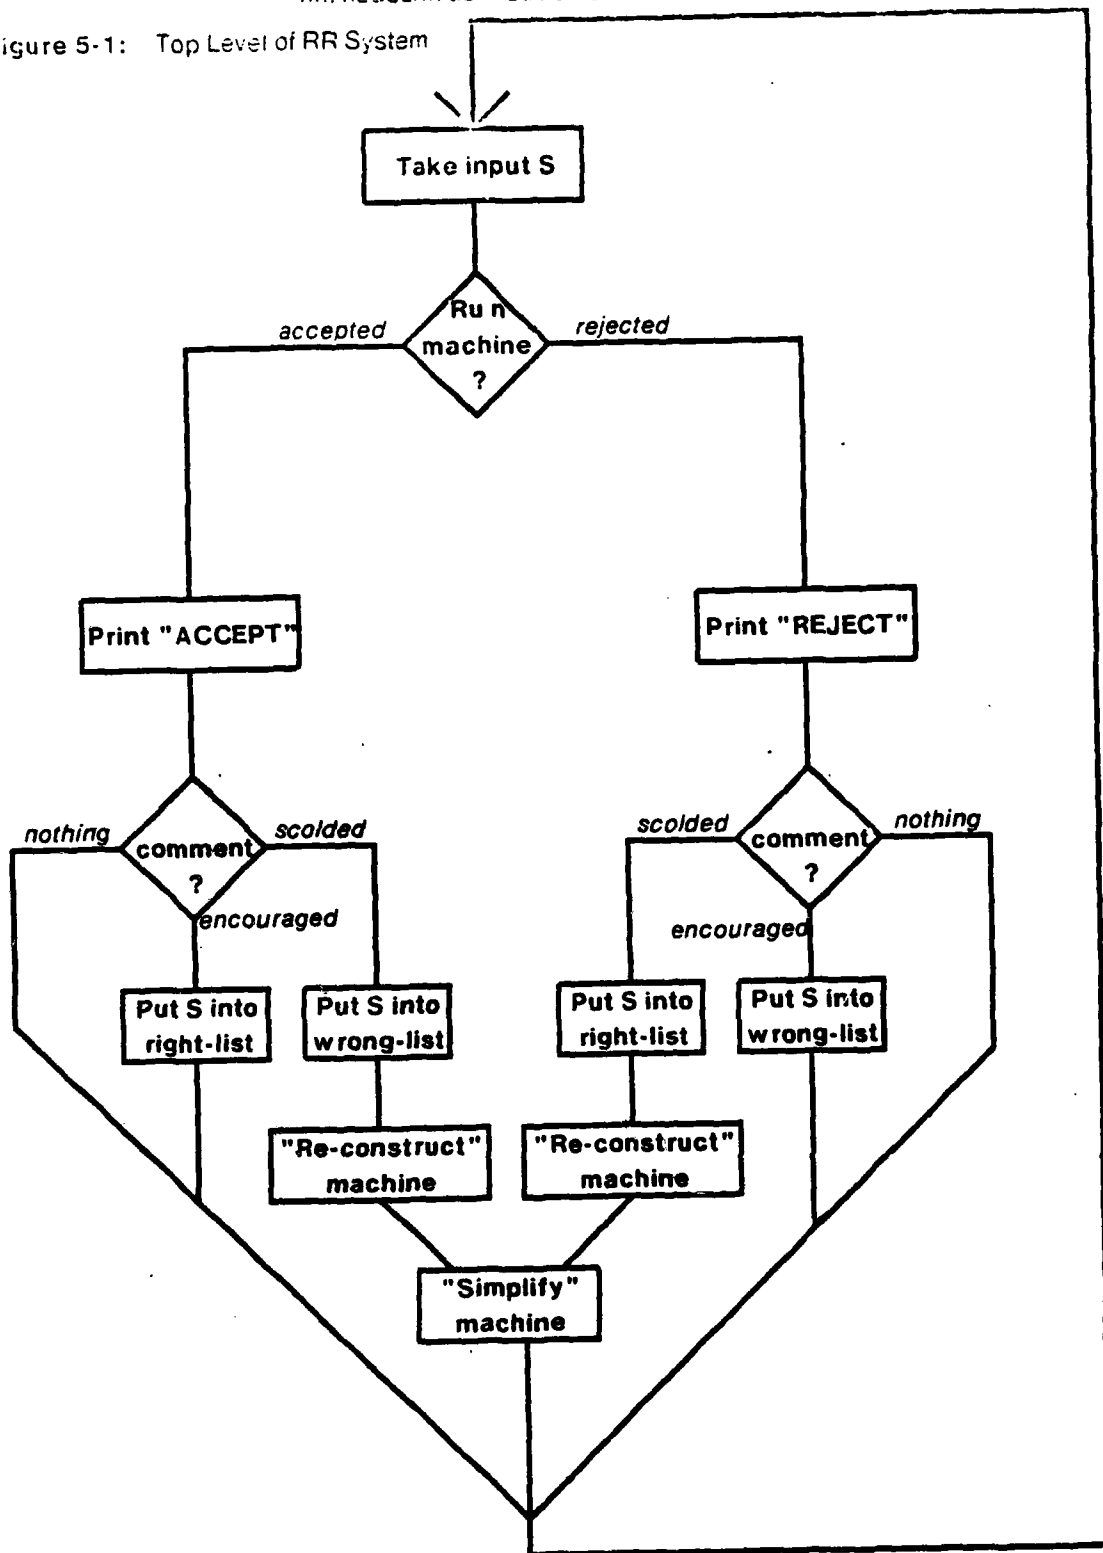 igure 5-1: Top Level of RR System
Take input S
Run
machine
?
accepted
rejected
Print "ACCEPT"
Print "REJECT"
nothing
comment
?
scolded
encouraged
scolded
comment
?
nothing
encouraged
Put S into
right-list
Put S into
wrong-list
Put S into
right-list
Put S into
wrong-list
"Re-construct"
machine
"Re-construct"
machine
"Simplify"
machine